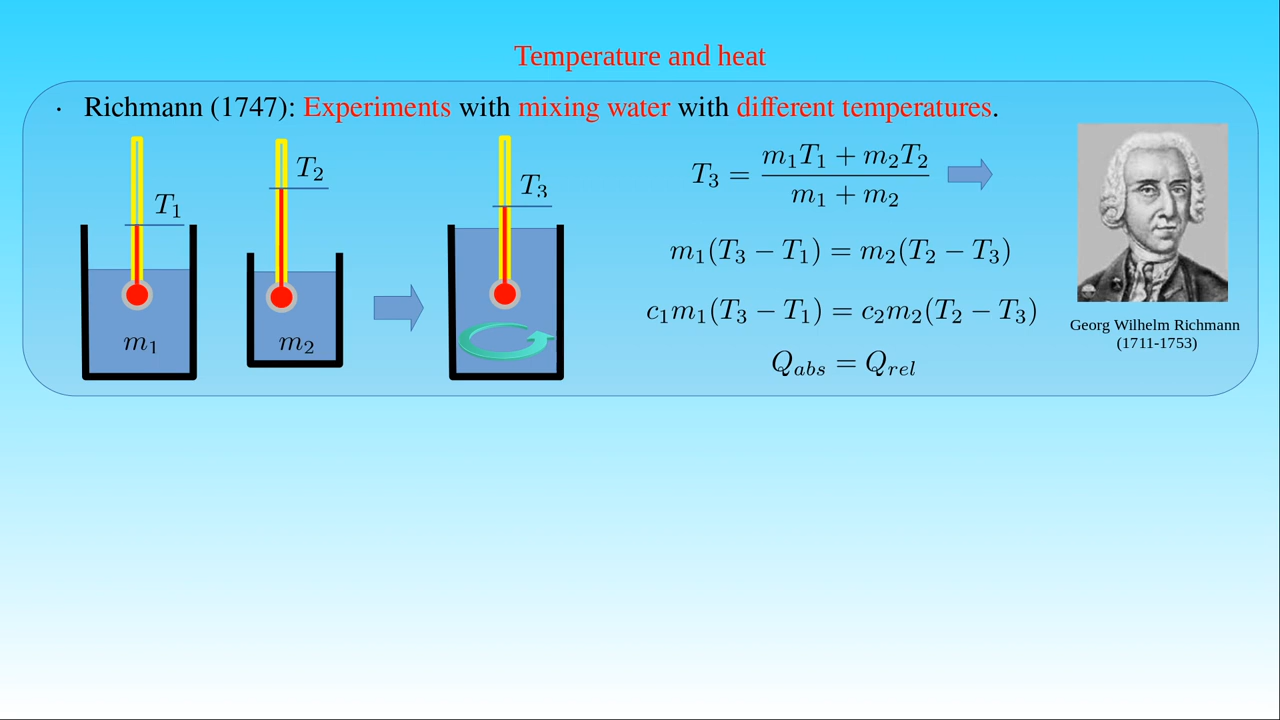 Temperature and heat
· Richmann (1747): Experiments with mixing water with different temperatures.
T₁
T₂
T₃
m₁
m₂
T₃ = (m₁T₁ + m₂T₂) / (m₁ + m₂)
m₁(T₃ − T₁) = m₂(T₂ − T₃)
c₁m₁(T₃ − T₁) = c₂m₂(T₂ − T₃)
Q_abs = Q_rel
Georg Wilhelm Richmann
(1711-1753)